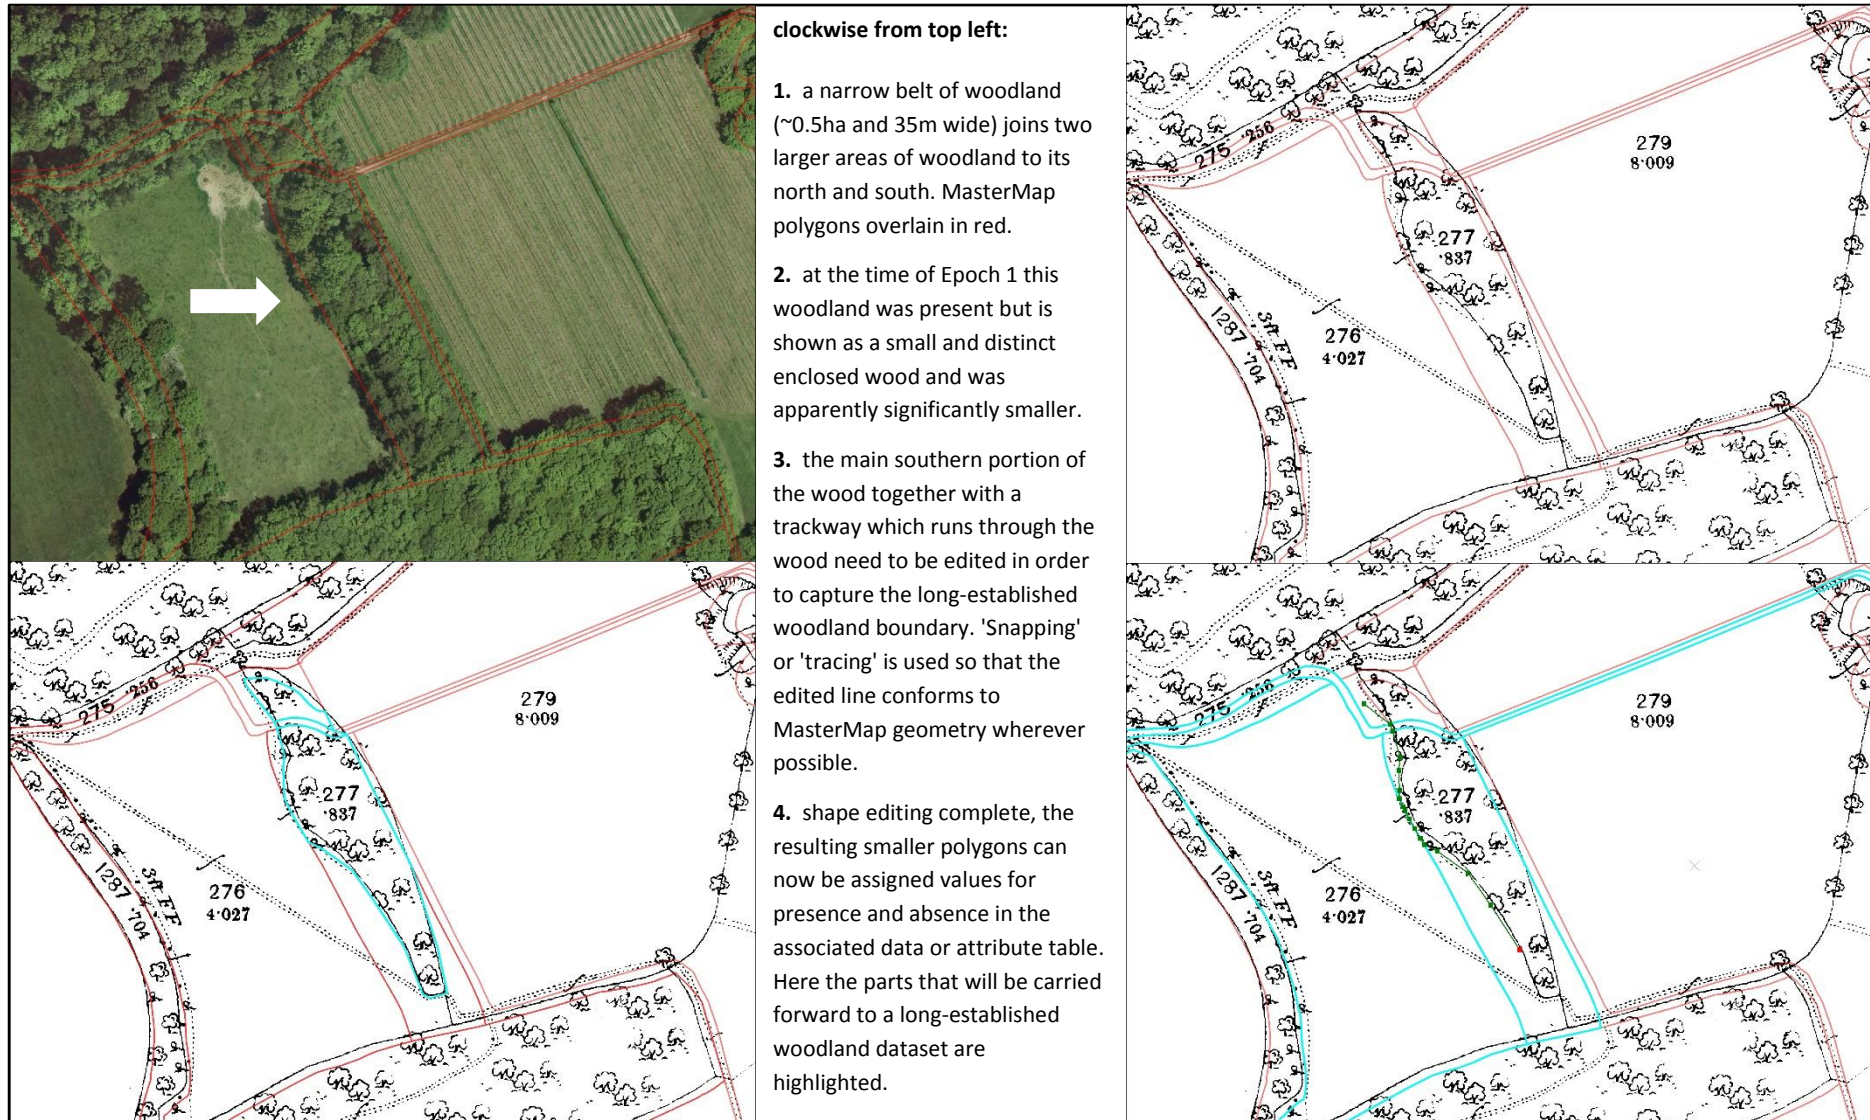 clockwise from top left:
1. a narrow belt of woodland
(~0.5ha and 35m wide) joins two
larger areas of woodland to its
north and south. MasterMap
polygons overlain in red.
2. at the time of Epoch 1 this
woodland was present but is
shown as a small and distinct
enclosed wood and was
apparently significantly smaller.
3. the main southern portion of
the wood together with a
trackway which runs through the
wood need to be edited in order
to capture the long-established
woodland boundary. 'Snapping'
or 'tracing' is used so that the
edited line conforms to
MasterMap geometry wherever
possible.
4. shape editing complete, the
resulting smaller polygons can
now be assigned values for
presence and absence in the
associated data or attribute table.
Here the parts that will be carried
forward to a long-established
woodland dataset are
highlighted.
275 ·256
279
8·009
277
·837
276
4·027
1287 ·704
3ft F F
275 ·256
279
8·009
277
·837
276
4·027
1287 ·704
3ft F F
275 ·256
279
8·009
277
·837
276
4·027
1287 ·704
3ft F F